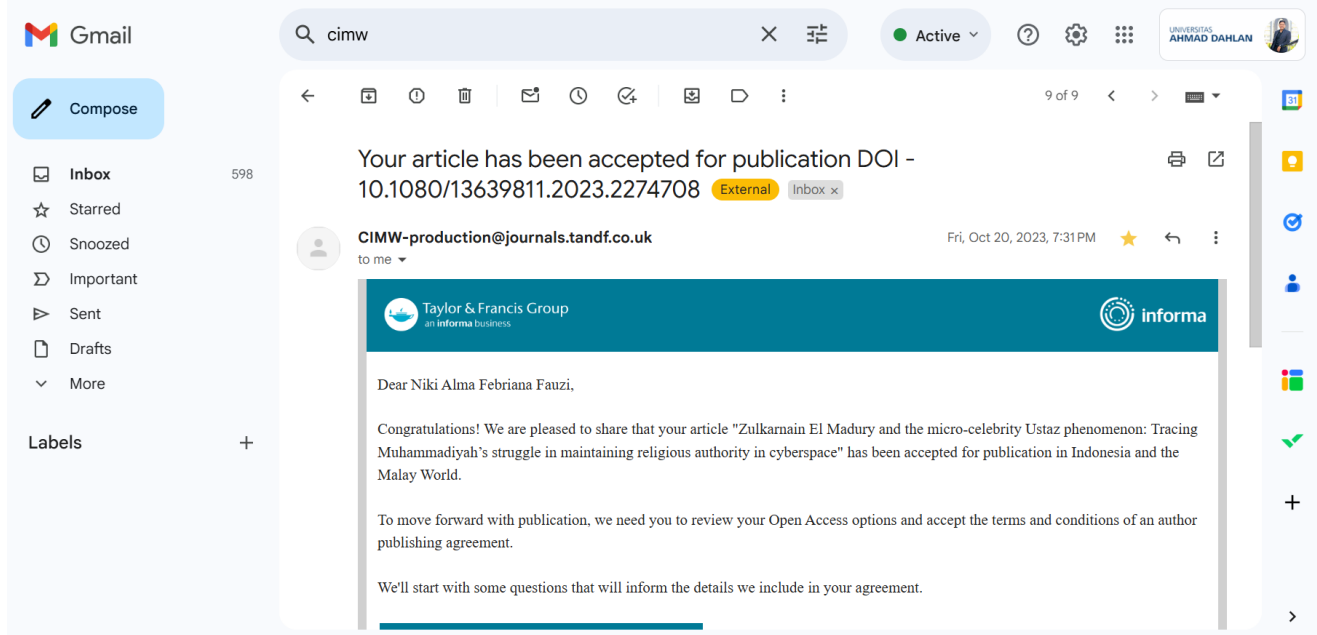 Gmail
cimw
Active
UNIVERSITAS
AHMAD DAHLAN
Compose
9 of 9
31
Inbox 598
Starred
Snoozed
Important
Sent
Drafts
More
Labels
Your article has been accepted for publication DOI -
10.1080/13639811.2023.2274708 External Inbox x
CIMW-production@journals.tandf.co.uk Fri, Oct 20, 2023, 7:31 PM
to me
Taylor & Francis Group
an informa business
informa
Dear Niki Alma Febriana Fauzi,
Congratulations! We are pleased to share that your article "Zulkarnain El Madury and the micro-celebrity Ustaz phenomenon: Tracing
Muhammadiyah’s struggle in maintaining religious authority in cyberspace" has been accepted for publication in Indonesia and the
Malay World.
To move forward with publication, we need you to review your Open Access options and accept the terms and conditions of an author
publishing agreement.
We'll start with some questions that will inform the details we include in your agreement.